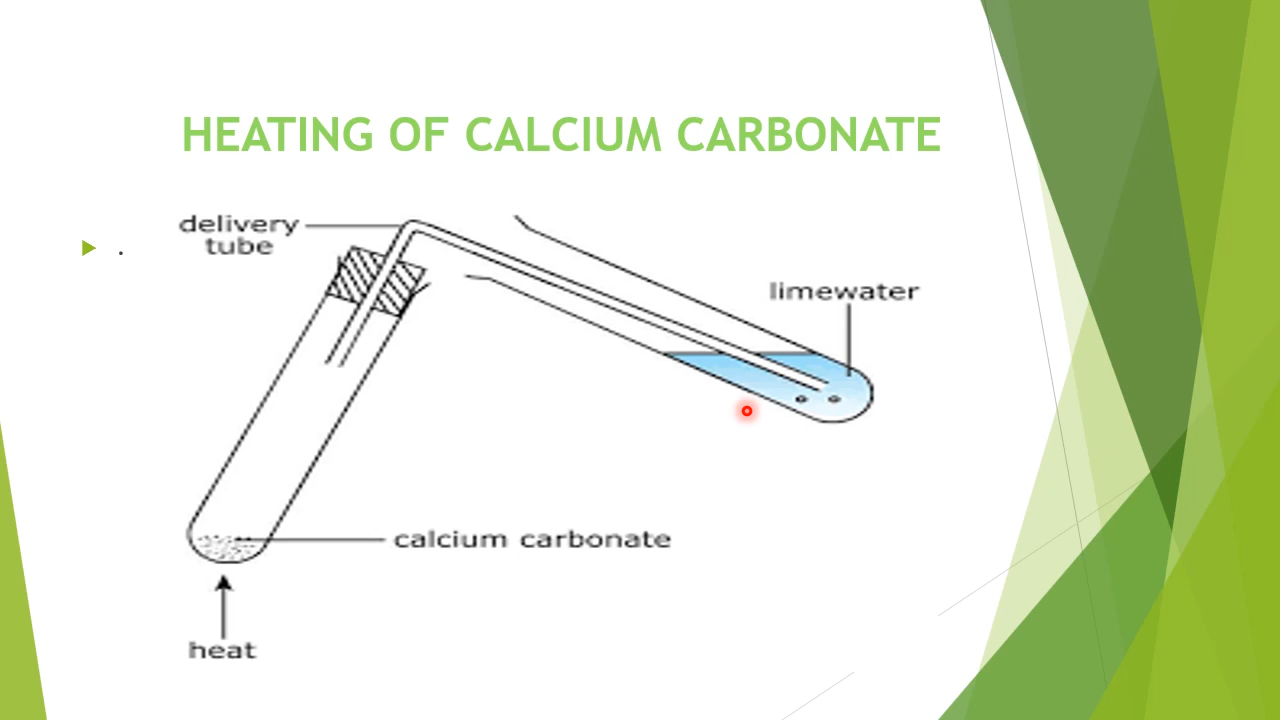 HEATING OF CALCIUM CARBONATE
.
delivery
tube
limewater
calcium carbonate
heat